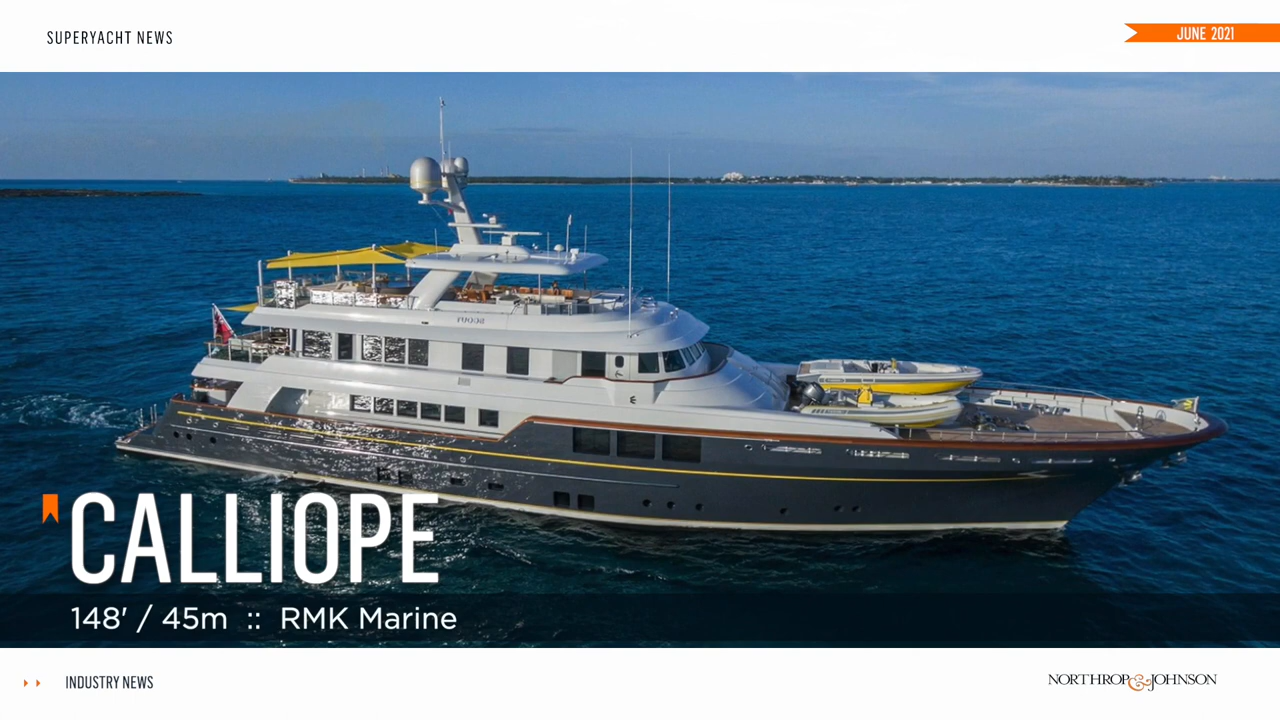 SUPERYACHT NEWS
JUNE 2021
CALLIOPE
148' / 45m :: RMK Marine
INDUSTRY NEWS
NORTHROP & JOHNSON